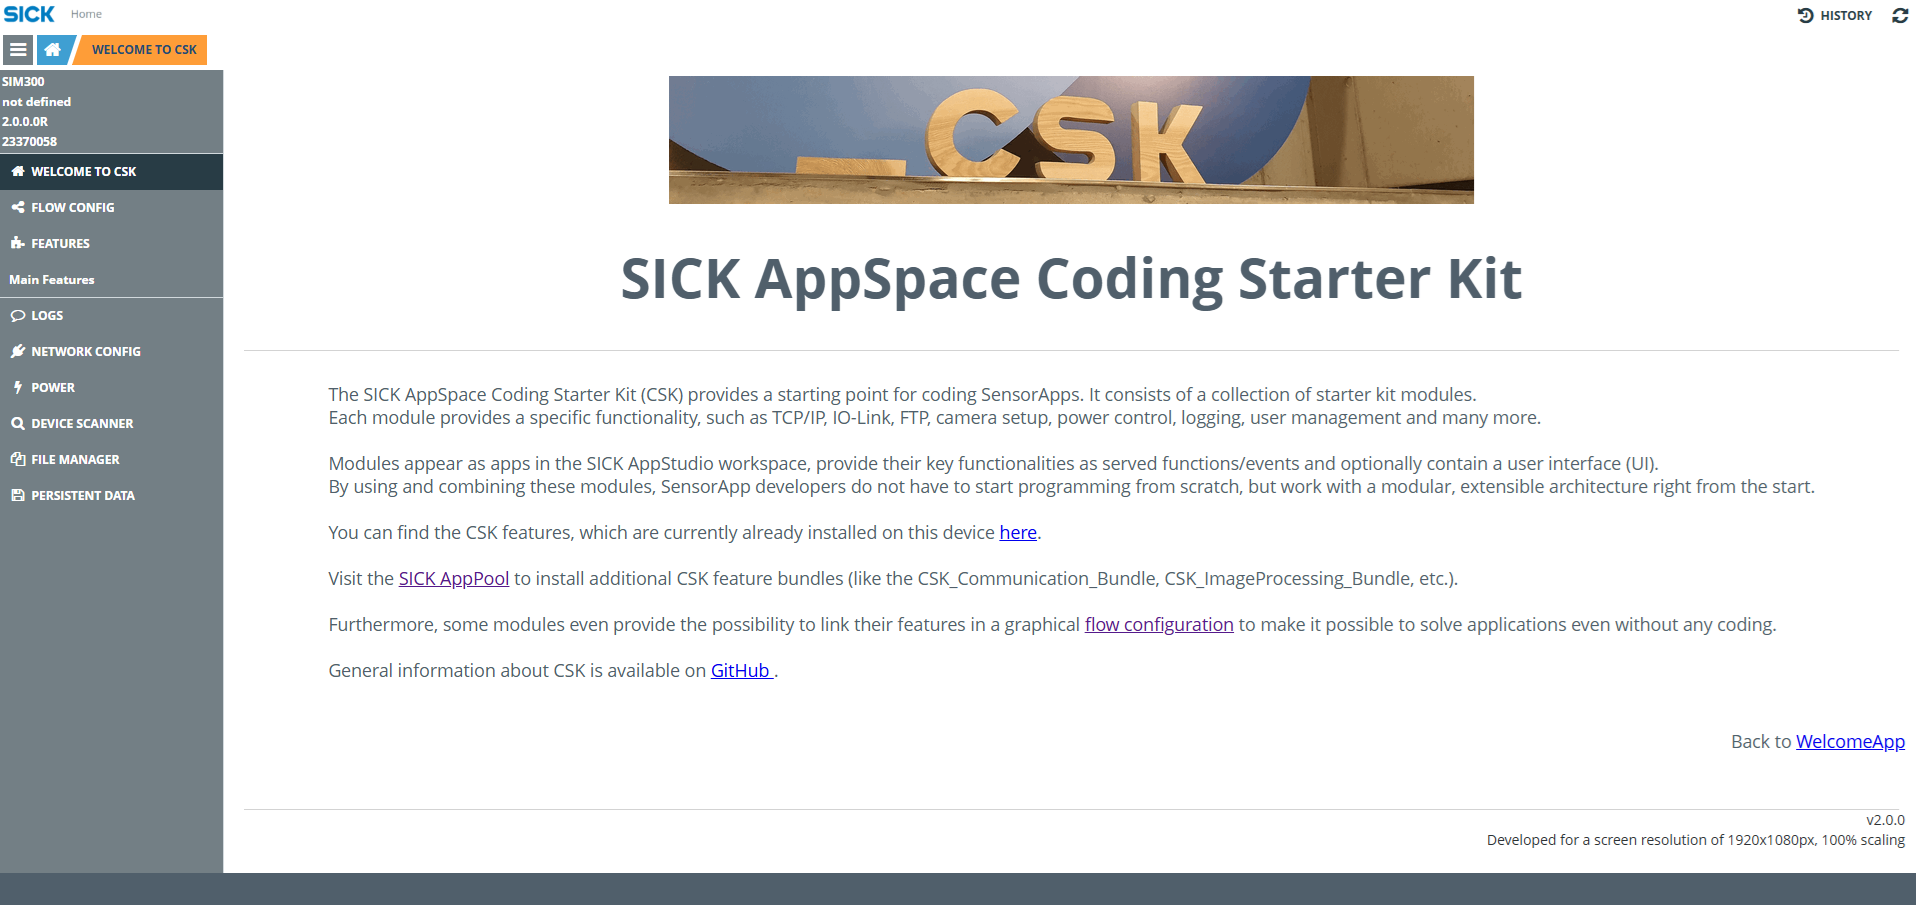 SICK
Home
HISTORY
WELCOME TO CSK
SIM300
not defined
2.0.0.0R
23370058
WELCOME TO CSK
FLOW CONFIG
FEATURES
Main Features
LOGS
NETWORK CONFIG
POWER
DEVICE SCANNER
FILE MANAGER
PERSISTENT DATA
_CSK
SICK AppSpace Coding Starter Kit
The SICK AppSpace Coding Starter Kit (CSK) provides a starting point for coding SensorApps. It consists of a collection of starter kit modules.
Each module provides a specific functionality, such as TCP/IP, IO-Link, FTP, camera setup, power control, logging, user management and many more.
Modules appear as apps in the SICK AppStudio workspace, provide their key functionalities as served functions/events and optionally contain a user interface (UI).
By using and combining these modules, SensorApp developers do not have to start programming from scratch, but work with a modular, extensible architecture right from the start.
You can find the CSK features, which are currently already installed on this device here.
Visit the SICK AppPool to install additional CSK feature bundles (like the CSK_Communication_Bundle, CSK_ImageProcessing_Bundle, etc.).
Furthermore, some modules even provide the possibility to link their features in a graphical flow configuration to make it possible to solve applications even without any coding.
General information about CSK is available on GitHub .
Back to WelcomeApp
v2.0.0
Developed for a screen resolution of 1920x1080px, 100% scaling